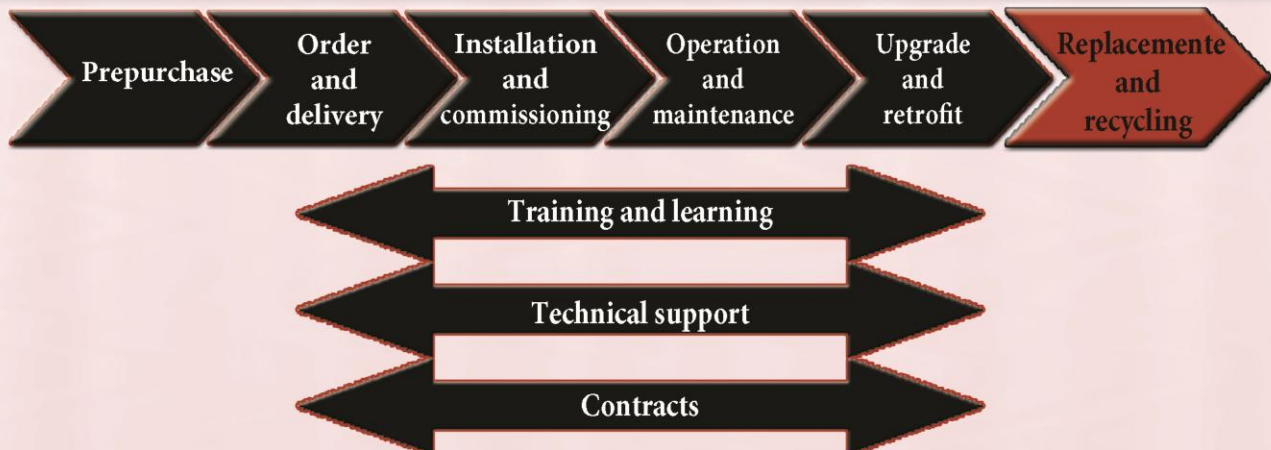 Prepurchase
Order
and
delivery
Installation
and
commissioning
Operation
and
maintenance
Upgrade
and
retrofit
Replacemente
and
recycling
Training and learning
Technical support
Contracts